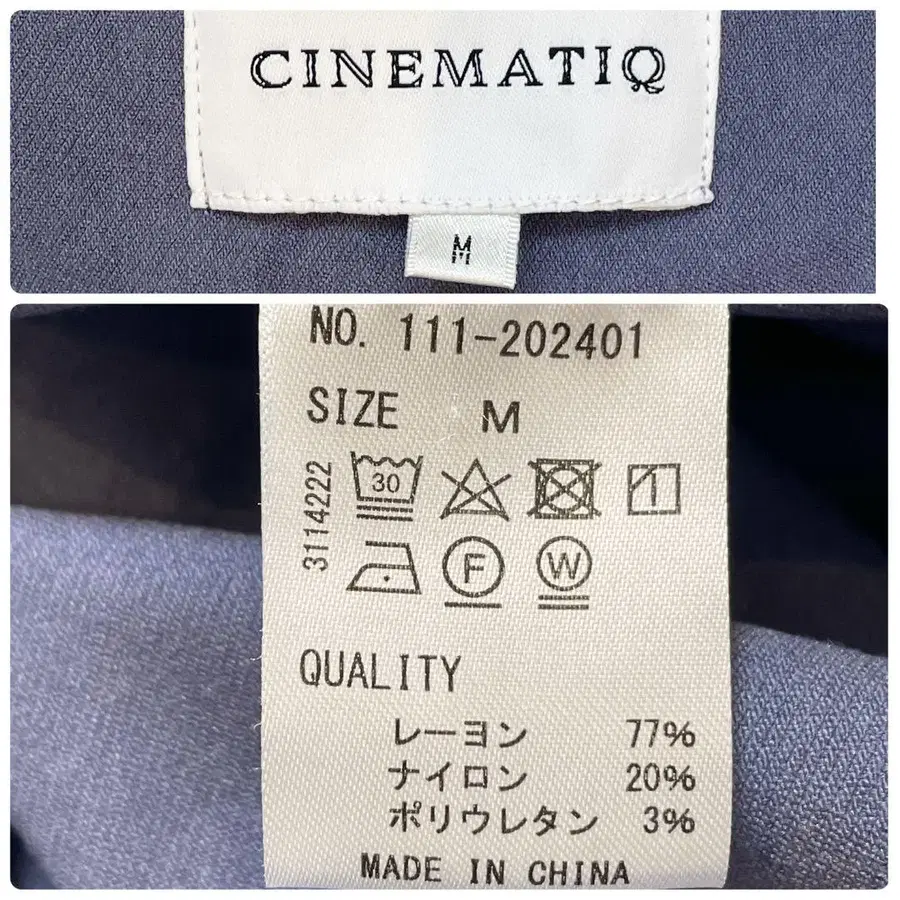 CINEMATIQ
M
NO. 111-202401
SIZE M
3114222
30
F W
QUALITY
レーヨン 77%
ナイロン 20%
ポリウレタン 3%
MADE IN CHINA